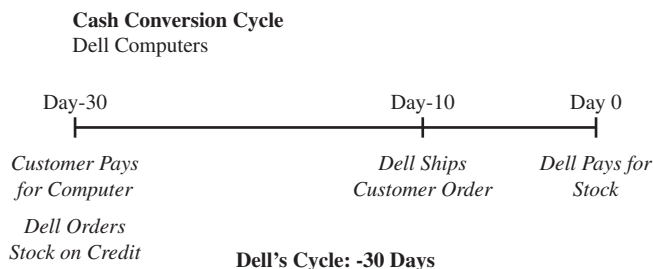 Cash Conversion Cycle
Dell Computers
Day-30
Day-10
Day 0
Customer Pays
for Computer
Dell Ships
Customer Order
Dell Pays for
Stock
Dell Orders
Stock on Credit
Dell's Cycle: -30 Days